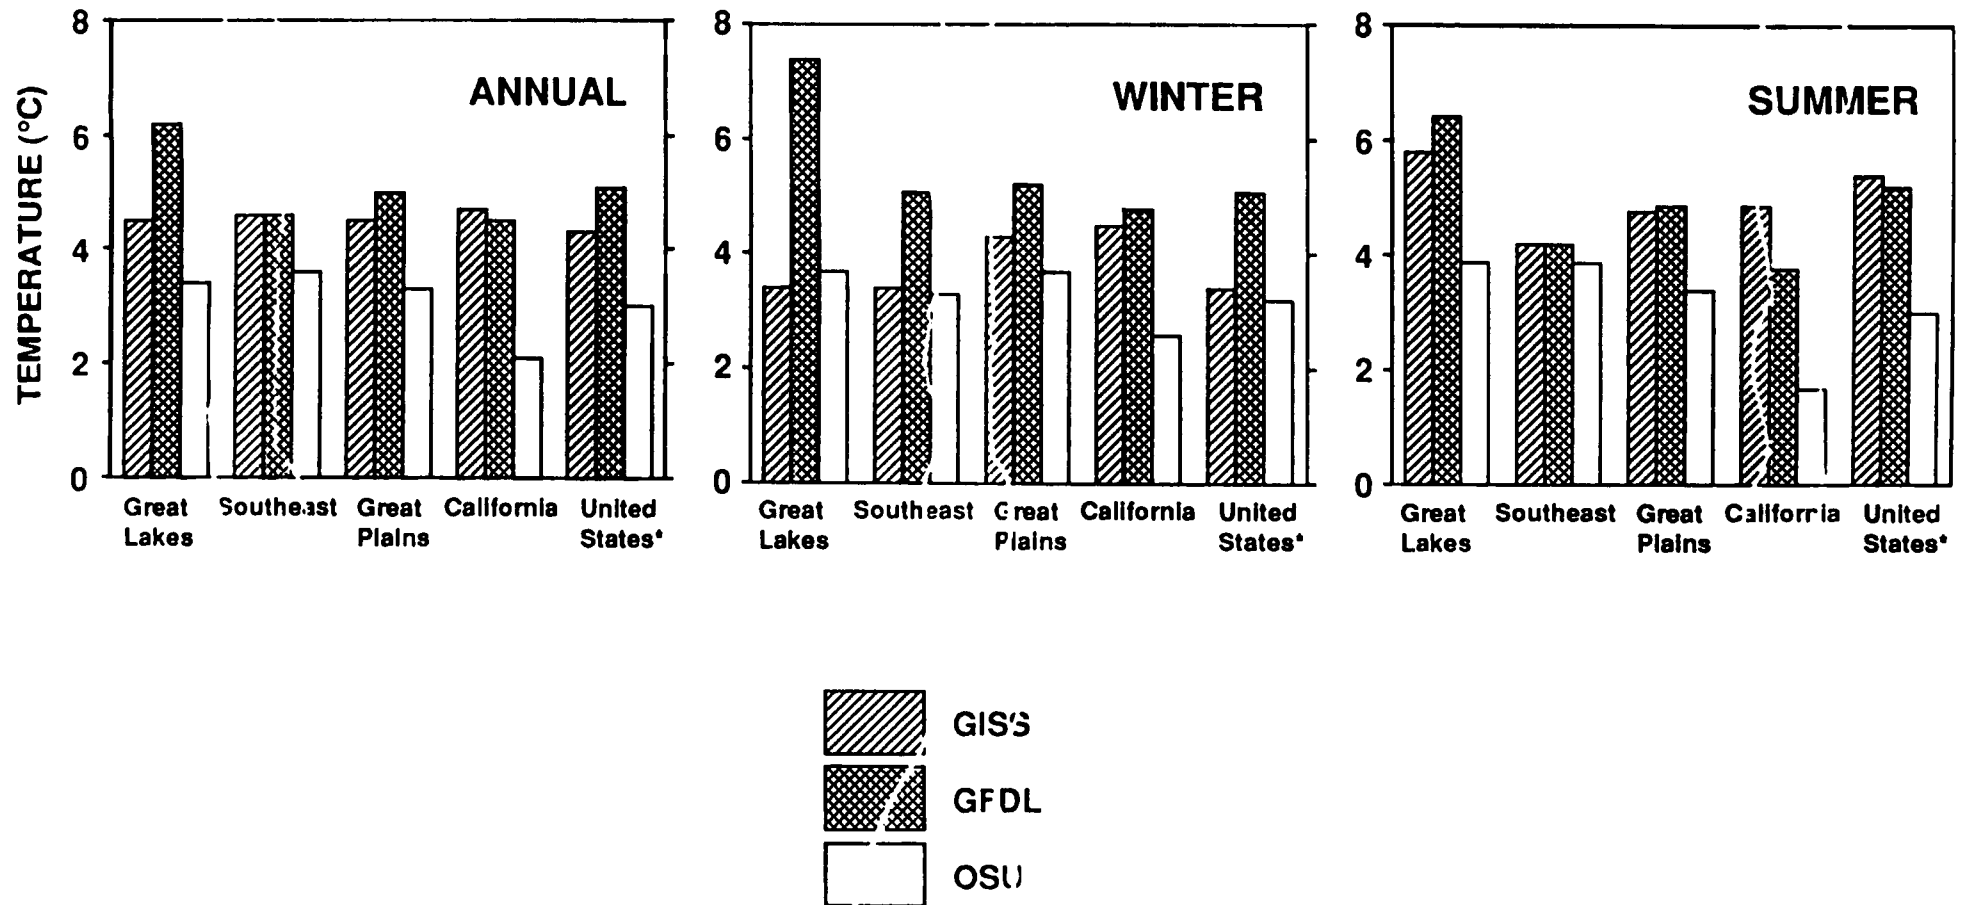 TEMPERATURE (°C)
8
6
4
2
0
ANNUAL
Great
Lakes
Southeast
Great
Plains
California
United
States*
8
6
4
2
0
WINTER
Great
Lakes
Southeast
Great
Plains
California
United
States*
8
6
4
2
0
SUMMER
Great
Lakes
Southeast
Great
Plains
California
United
States*
GISS
GFDL
OSU